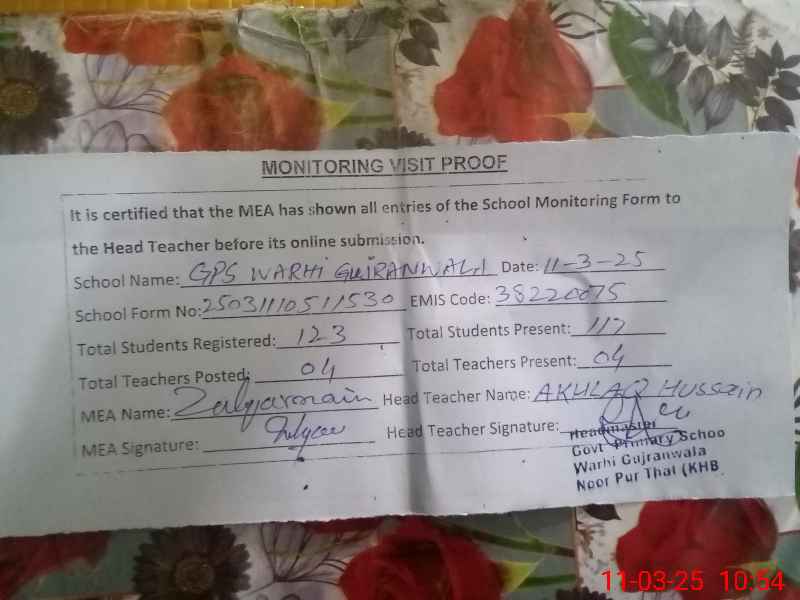 MONITORING VISIT PROOF
It is certified that the MEA has shown all entries of the School Monitoring Form to
the Head Teacher before its online submission.
School Name: GPS WARHI GUJRANWALI Date: 11-3-25
School Form No: 25031110511530 EMIS Code: 38220075
Total Students Registered: 123 Total Students Present: 117
Total Teachers Posted: 04 Total Teachers Present: 04
MEA Name: Zulqarnain Head Teacher Name: AKHLAQ HUSSain
MEA Signature: Head Teacher Signature:
Headmaster
Govt Primary Schoo
Warhi Gujranwala
Noor Pur Thal (KHB
11-03-25 10:54